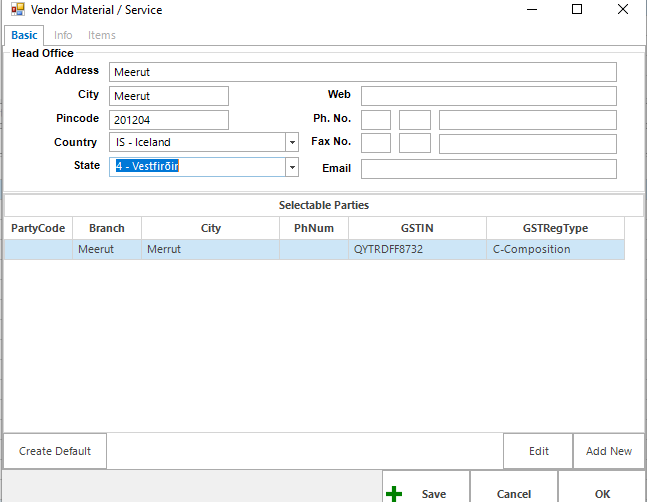 Vendor Material / Service
Basic Info Items
Head Office
Address Meerut
City Meerut Web
Pincode 201204 Ph. No.
Country IS - Iceland Fax No.
State 4 - Vestfirðir Email
Selectable Parties
PartyCode Branch City PhNum GSTIN GSTRegType
Meerut Merrut QYTRDFF8732 C-Composition
Create Default Edit Add New
Save Cancel OK